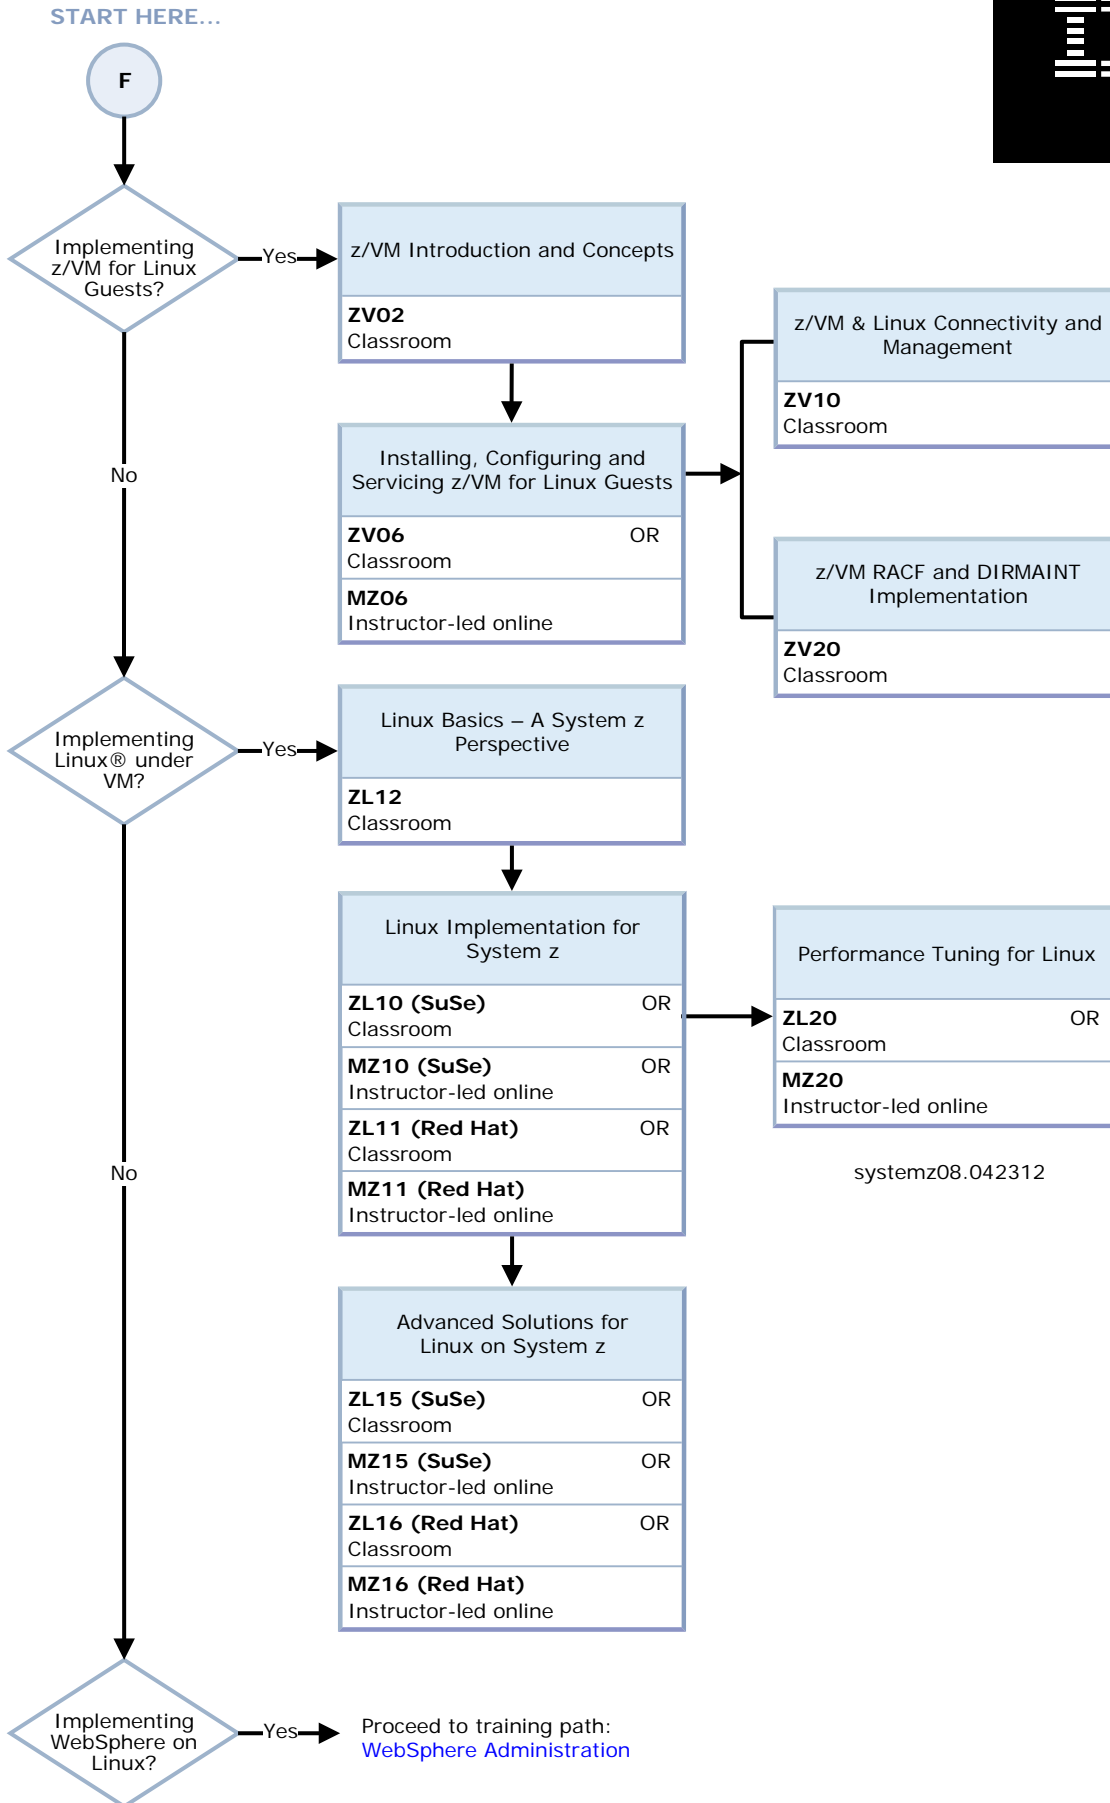 START HERE...
F
Implementing
z/VM for Linux
Guests?
Yes
z/VM Introduction and Concepts
ZV02
Classroom
z/VM & Linux Connectivity and
Management
ZV10
Classroom
No
Installing, Configuring and
Servicing z/VM for Linux Guests
ZV06 OR
Classroom
MZ06
Instructor-led online
z/VM RACF and DIRMAINT
Implementation
ZV20
Classroom
Implementing
Linux® under
VM?
Yes
Linux Basics – A System z
Perspective
ZL12
Classroom
Linux Implementation for
System z
ZL10 (SuSe) OR
Classroom
MZ10 (SuSe) OR
Instructor-led online
ZL11 (Red Hat) OR
Classroom
MZ11 (Red Hat)
Instructor-led online
Performance Tuning for Linux
ZL20 OR
Classroom
MZ20
Instructor-led online
systemz08.042312
No
Advanced Solutions for
Linux on System z
ZL15 (SuSe) OR
Classroom
MZ15 (SuSe) OR
Instructor-led online
ZL16 (Red Hat) OR
Classroom
MZ16 (Red Hat)
Instructor-led online
Implementing
WebSphere on
Linux?
Yes
Proceed to training path:
WebSphere Administration